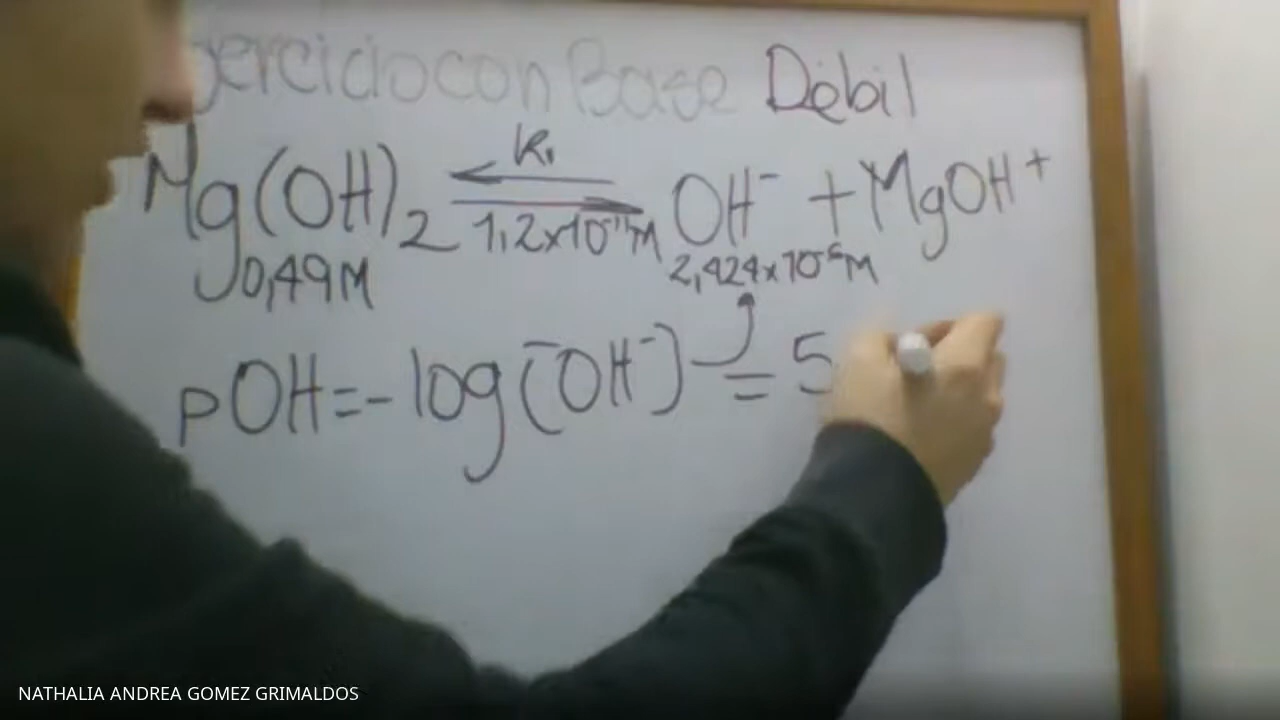 jercicio con Base Débil
Mg(OH)₂ ⇌ OH⁻ + MgOH⁺
K₁
1,2x10⁻¹¹M
0,49M
2,424x10⁻⁶M
pOH=-log(OH⁻) = 5
NATHALIA ANDREA GOMEZ GRIMALDOS